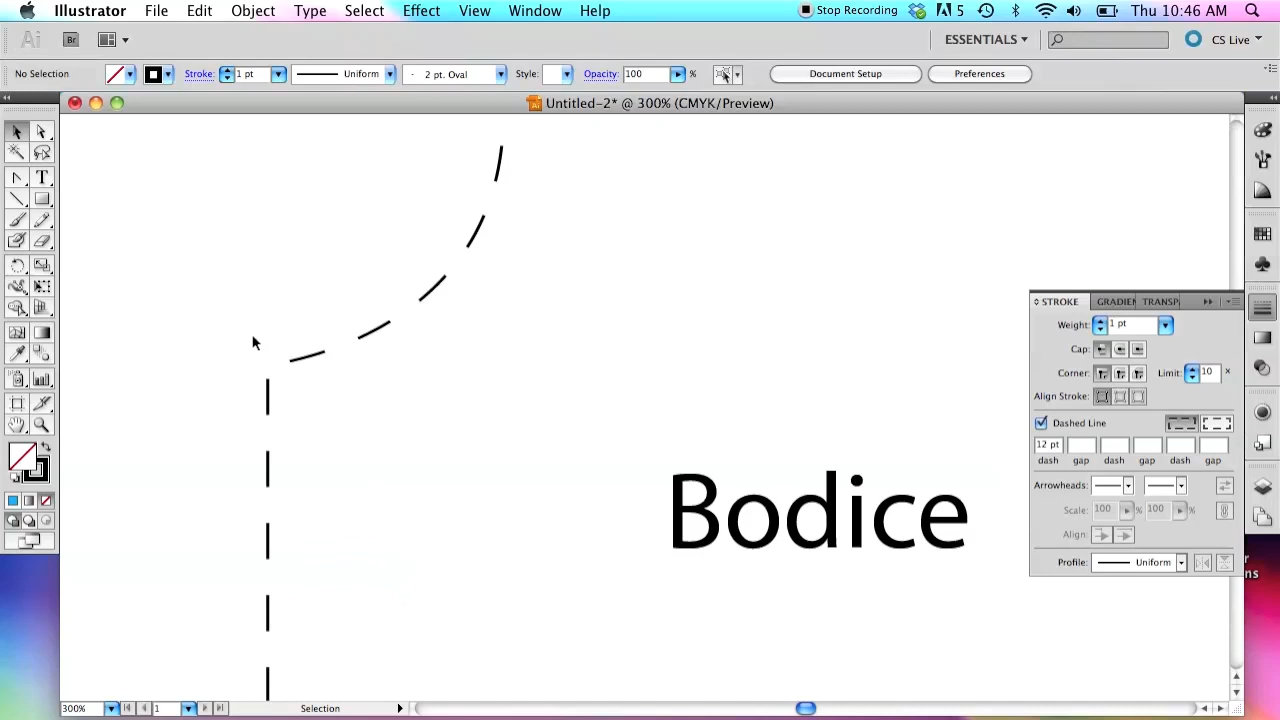 Illustrator File Edit Object Type Select Effect View Window Help Stop Recording 5 Thu 10:46 AM
Ai Br ESSENTIALS CS Live
No Selection Stroke: 1 pt Uniform 2 pt. Oval Style: Opacity: 100 % Document Setup Preferences
Untitled-2* @ 300% (CMYK/Preview)
STROKE GRADIEN TRANSP
Weight: 1 pt
Cap:
Corner: Limit: 10 x
Align Stroke:
Dashed Line
12 pt
dash gap dash gap dash gap
Arrowheads:
Scale: 100 % 100 %
Align:
Profile: Uniform
Bodice
300% 1 Selection